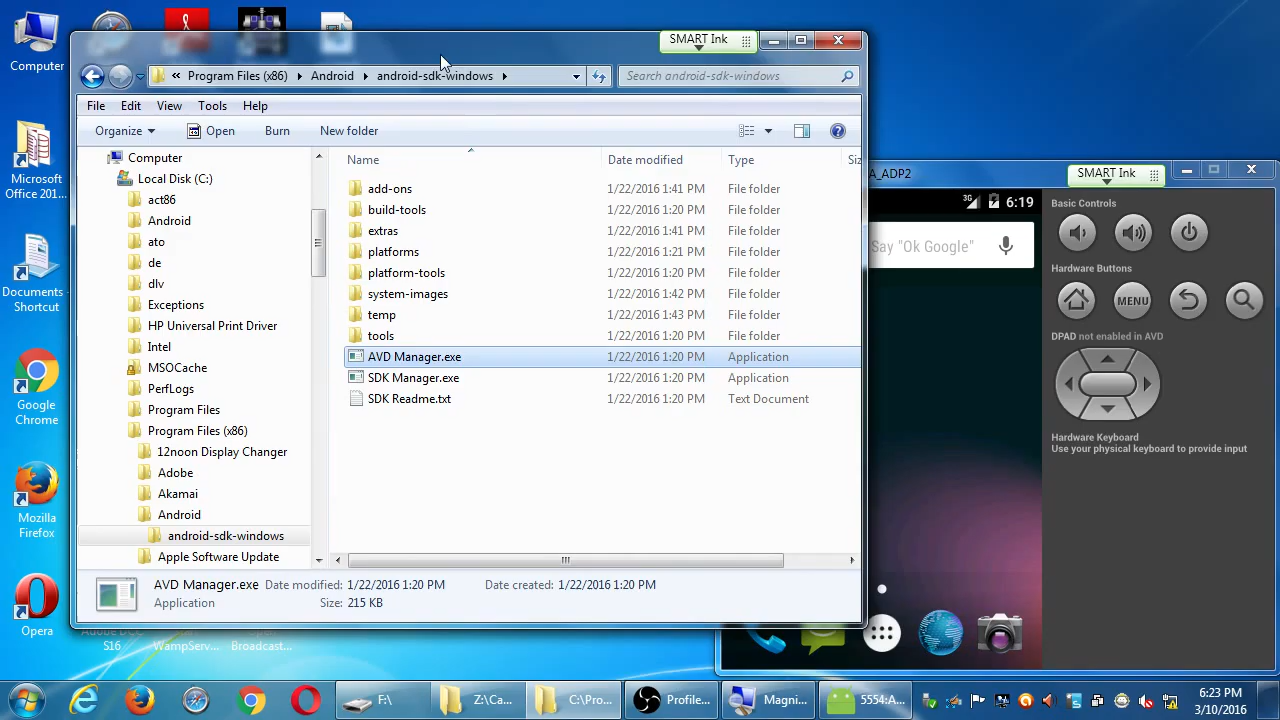 Computer
Microsoft
Office 201...
Documents -
Shortcut
Google
Chrome
Mozilla
Firefox
Opera
S16
WampServ...
Broadcast...
SMART Ink
« Program Files (x86) Android android-sdk-windows
Search android-sdk-windows
File Edit View Tools Help
Organize Open Burn New folder
Computer
Local Disk (C:)
act86
Android
ato
de
dlv
Exceptions
HP Universal Print Driver
Intel
MSOCache
PerfLogs
Program Files
Program Files (x86)
12noon Display Changer
Adobe
Akamai
Android
android-sdk-windows
Apple Software Update
Name Date modified Type Siz
add-ons 1/22/2016 1:41 PM File folder
build-tools 1/22/2016 1:20 PM File folder
extras 1/22/2016 1:41 PM File folder
platforms 1/22/2016 1:21 PM File folder
platform-tools 1/22/2016 1:20 PM File folder
system-images 1/22/2016 1:42 PM File folder
temp 1/22/2016 1:43 PM File folder
tools 1/22/2016 1:20 PM File folder
AVD Manager.exe 1/22/2016 1:20 PM Application
SDK Manager.exe 1/22/2016 1:20 PM Application
SDK Readme.txt 1/22/2016 1:20 PM Text Document
AVD Manager.exe Date modified: 1/22/2016 1:20 PM Date created: 1/22/2016 1:20 PM
Application Size: 215 KB
A_ADP2
SMART Ink
3G 6:19
Say "Ok Google"
Basic Controls
Hardware Buttons
MENU
DPAD not enabled in AVD
Hardware Keyboard
Use your physical keyboard to provide input
F:\
Z:\Ca...
C:\Pro...
Profile...
Magni...
5554:A...
6:23 PM
3/10/2016